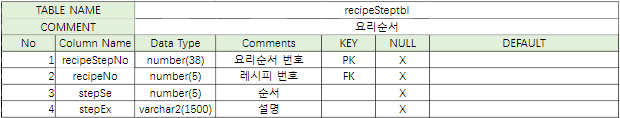 TABLE NAME recipeSteptbl
COMMENT 요리순서
No Column Name Data Type Comments KEY NULL DEFAULT
1 recipeStepNo number(38) 요리순서 번호 PK X
2 recipeNo number(5) 레시피 번호 FK X
3 stepSe number(5) 순서 X
4 stepEx varchar2(1500) 설명 X